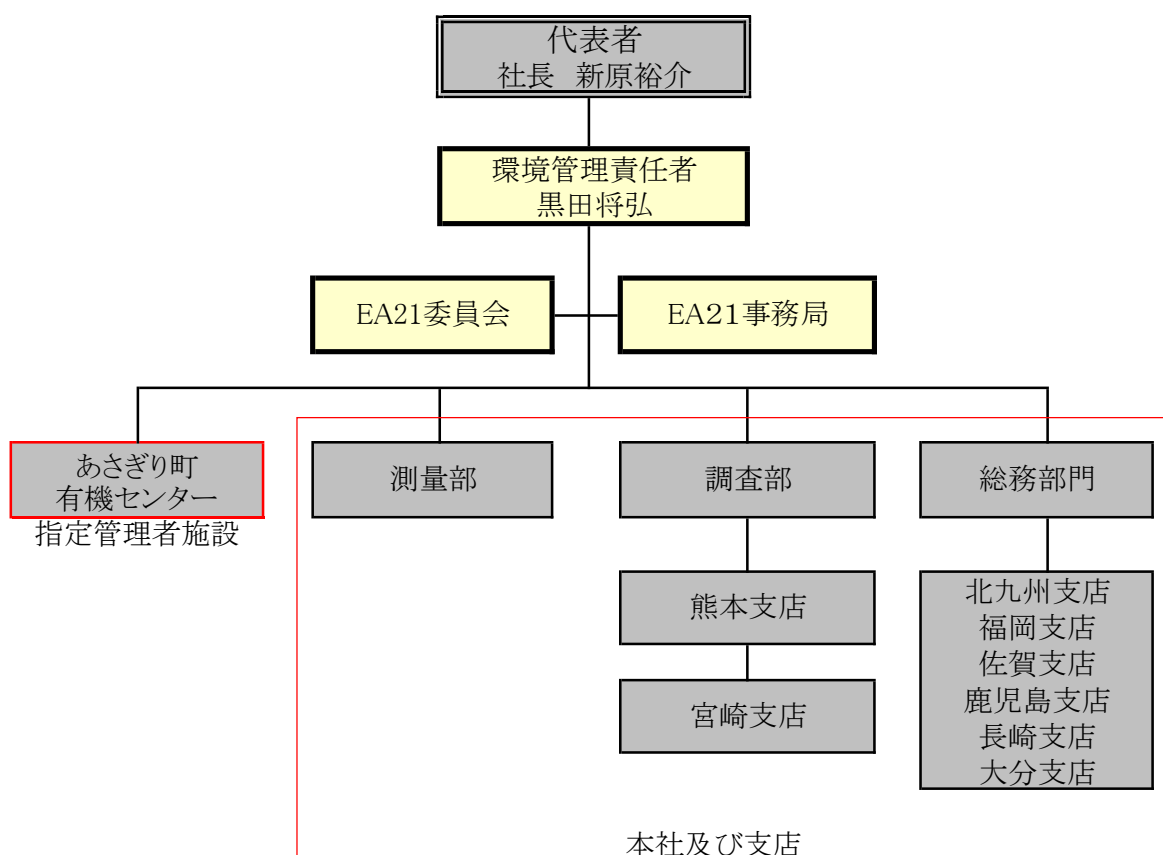 代表者
社長　新原裕介
環境管理責任者
黒田将弘
EA21委員会
EA２１事務局
あさぎり町
有機センター
指定管理者施設
測量部
調査部
総務部門
熊本支店
宮崎支店
北九州支店
福岡支店
佐賀支店
鹿児島支店
長崎支店
大分支店
本社及び支店